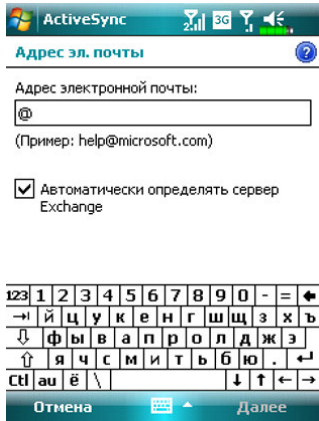 ActiveSync 3G
Адрес эл. почты ?
Адрес электронной почты:
@
(Пример: help@microsoft.com)
Автоматически определять сервер
Exchange
123 1 2 3 4 5 6 7 8 9 0 - =
й ц у к е н г ш щ з х ъ
ф ы в а п р о л д ж э
я ч с м и т ь б ю .
Ctl аü ё \
Отмена Далее